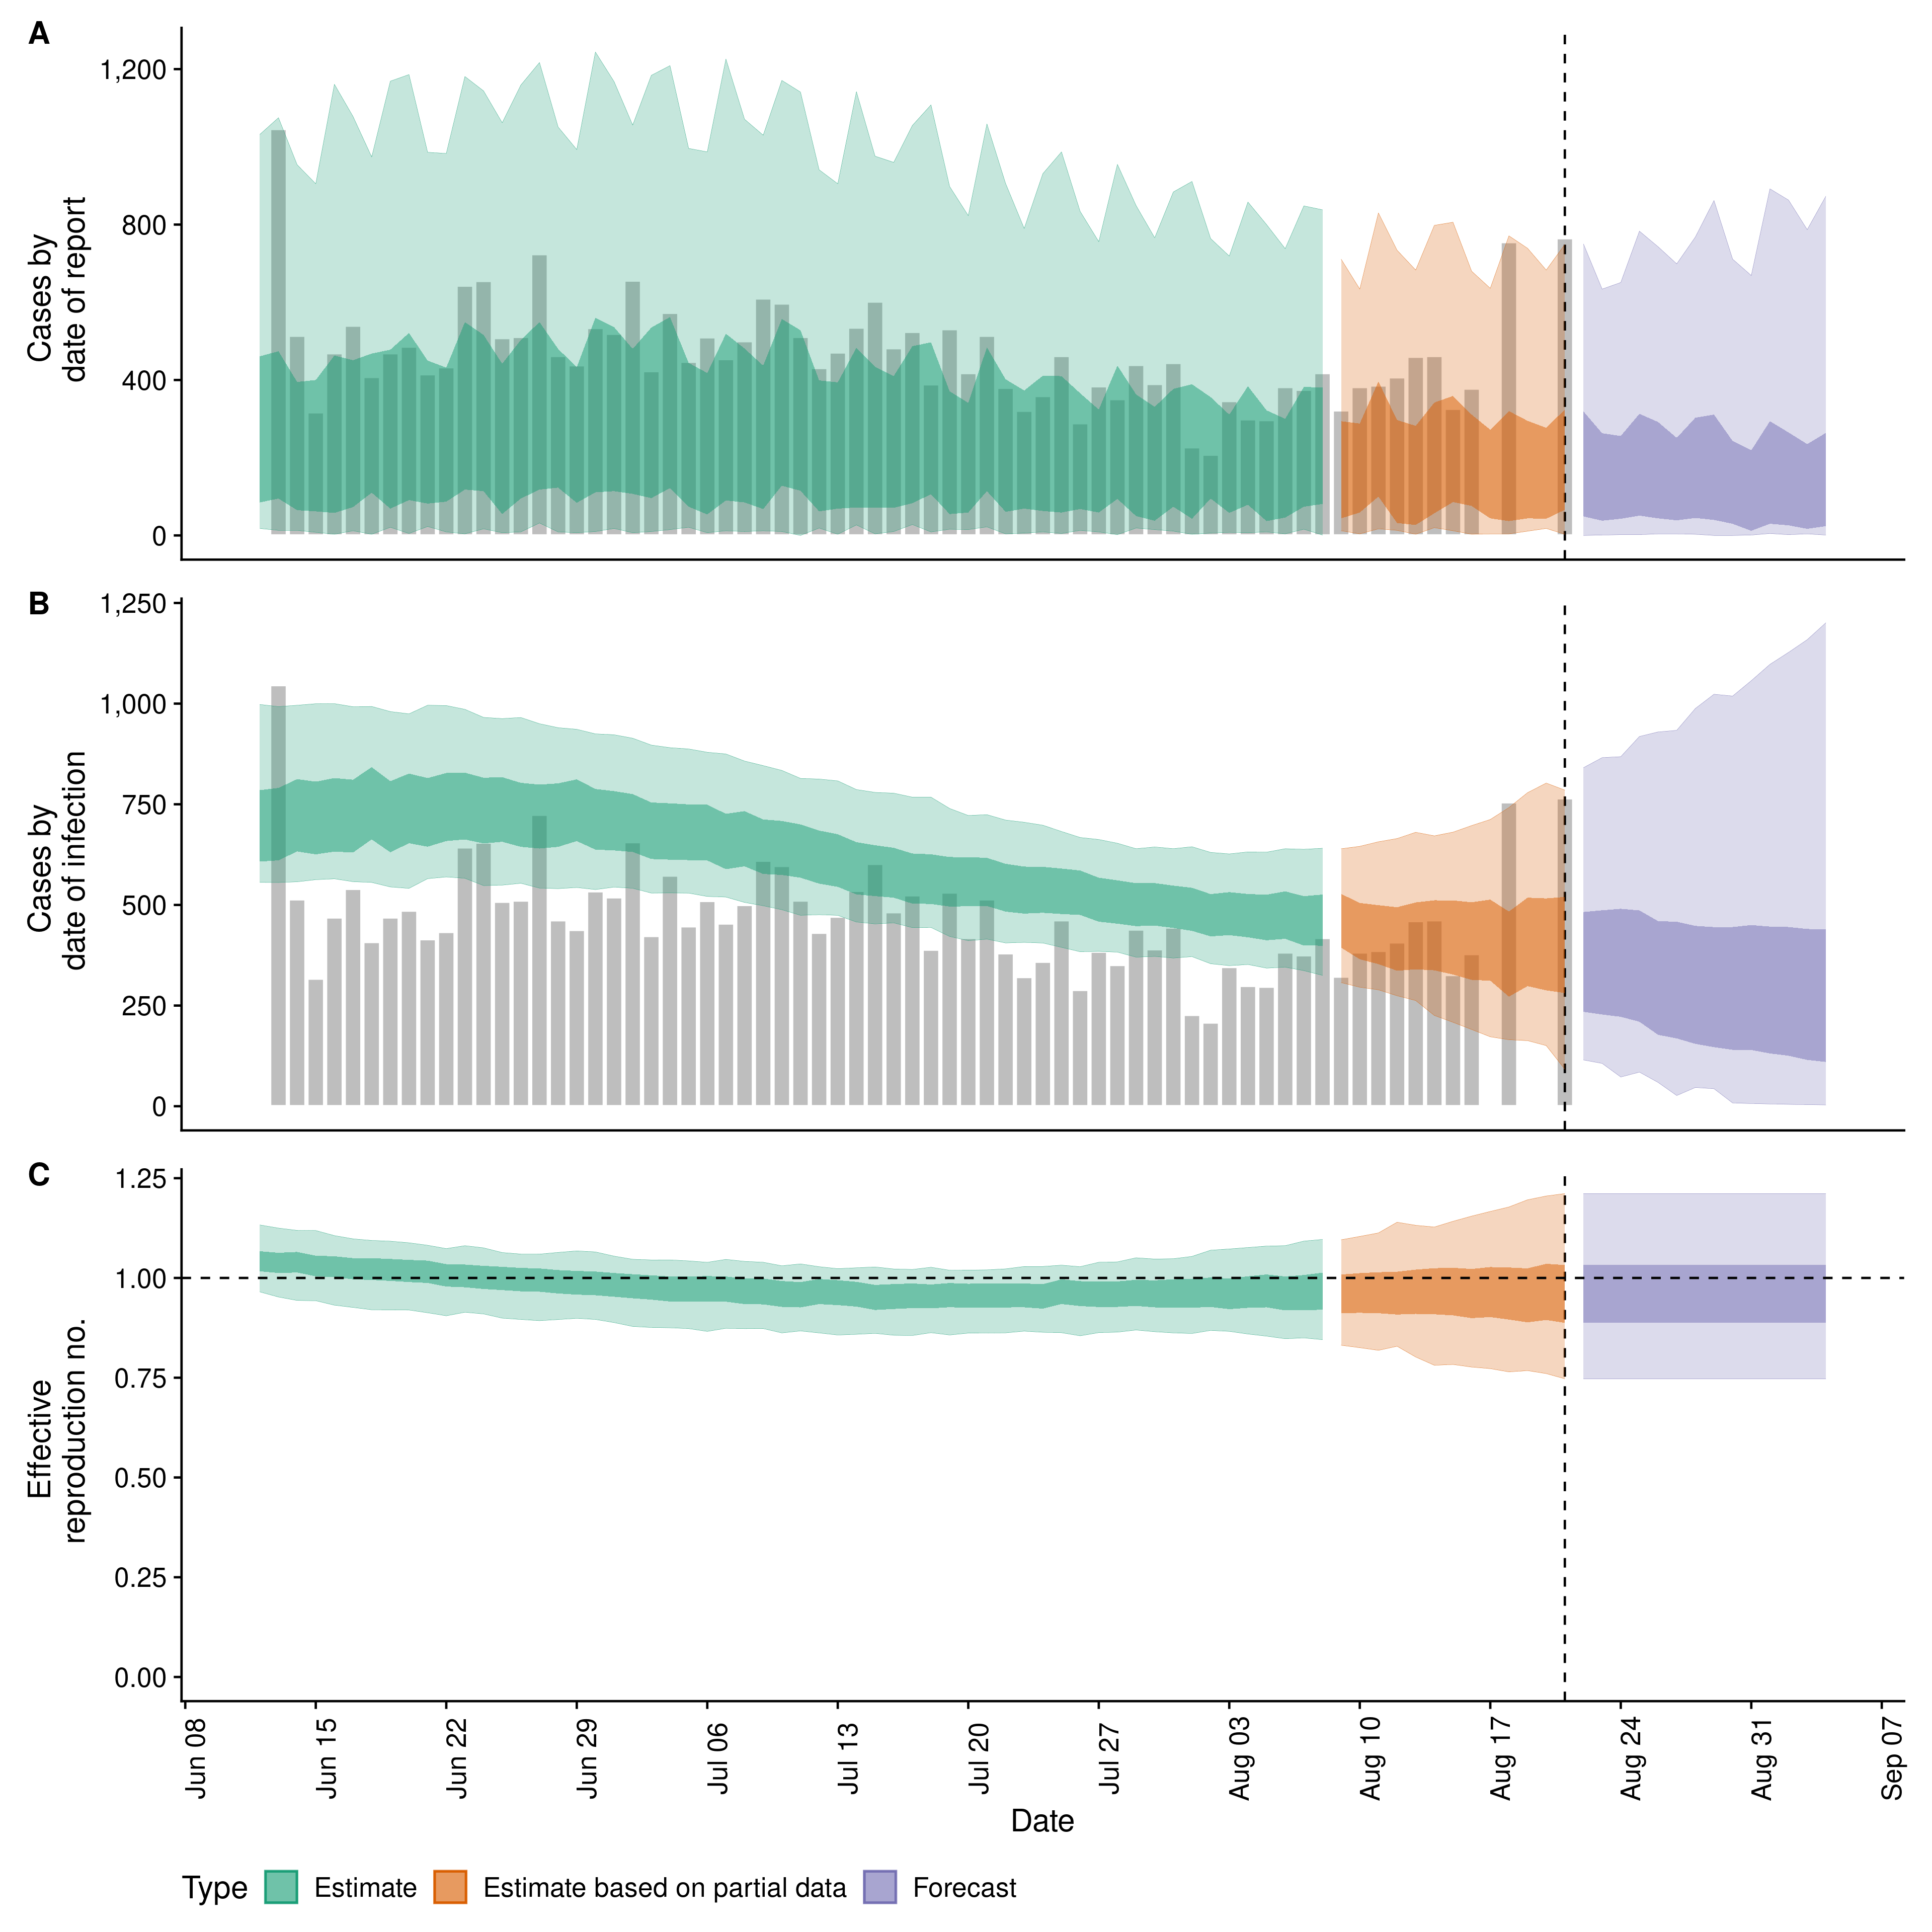 A
1,200
800
400
0
Cases by
date of report
B
1,250
1,000
750
500
250
0
Cases by
date of infection
C
1.25
1.00
0.75
0.50
0.25
0.00
Effective
reproduction no.
Jun 08
Jun 15
Jun 22
Jun 29
Jul 06
Jul 13
Jul 20
Jul 27
Aug 03
Aug 10
Aug 17
Aug 24
Aug 31
Sep 07
Date
Type Estimate Estimate based on partial data Forecast